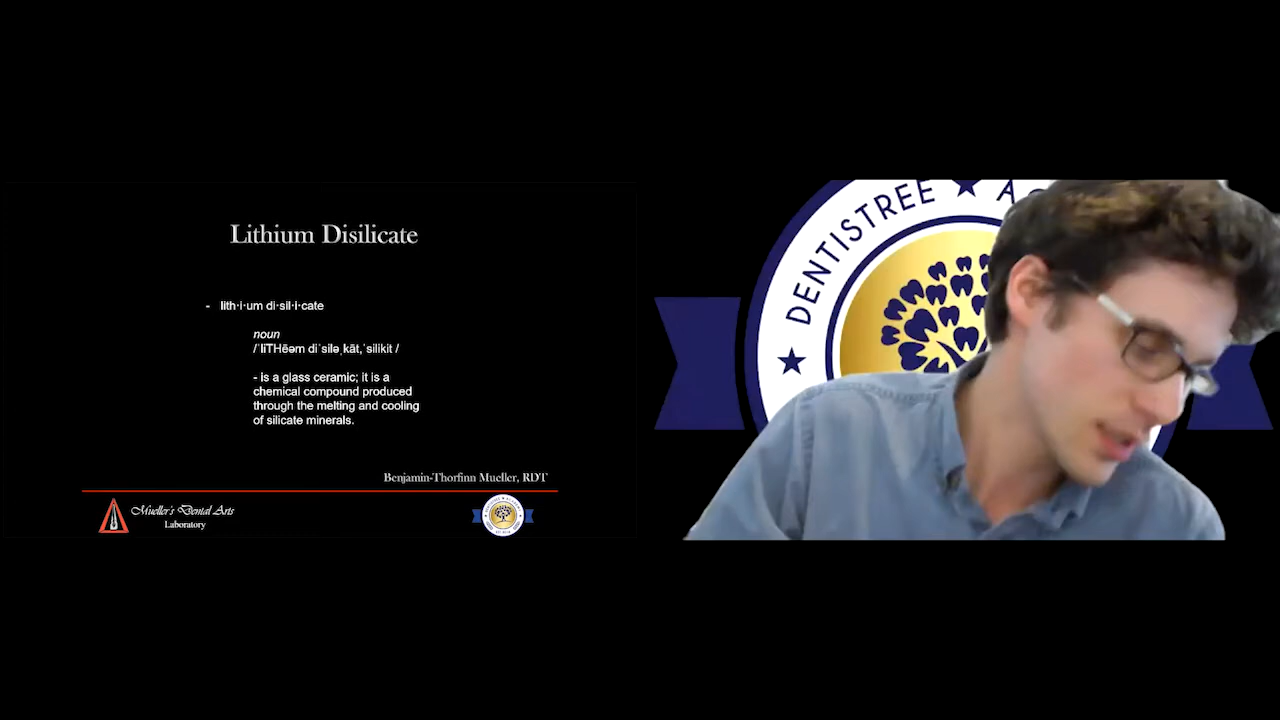 Lithium Disilicate
- lith·i·um di·sil·i·cate
noun
/ˈliTHēəm diˈsiləˌkāt,ˈsilikit /
- is a glass ceramic; it is a
chemical compound produced
through the melting and cooling
of silicate minerals.
Benjamin-Thorfinn Mueller, RDT
Mueller's Dental Arts
Laboratory
★ DENTISTREE ★ A